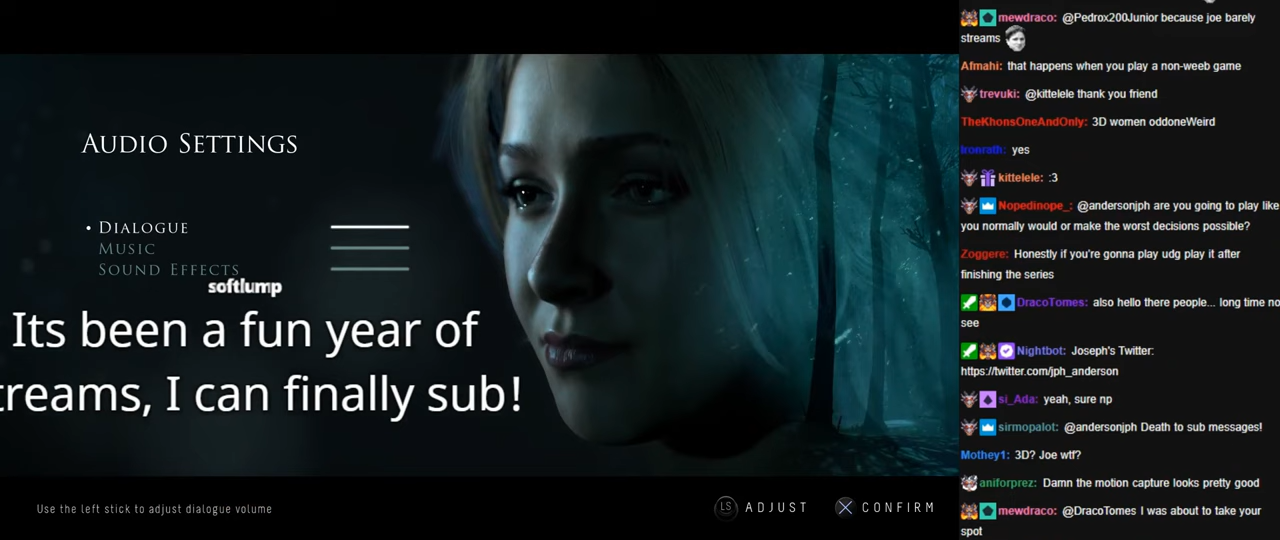 AUDIO SETTINGS
• DIALOGUE
MUSIC
SOUND EFFECTS
softlump
Its been a fun year of
treams, I can finally sub!
Use the left stick to adjust dialogue volume
LS ADJUST
CONFIRM
mewdraco: @Pedrox200Junior because joe barely
streams
Afmahi: that happens when you play a non-weeb game
trevuki: @kittelele thank you friend
TheKhonsOneAndOnly: 3D women oddoneWeird
Ironrath: yes
kittelele: :3
Nopedinope_: @andersonjph are you going to play like
you normally would or make the worst decisions possible?
Zoggere: Honestly if you're gonna play udg play it after
finishing the series
DracoTomes: also hello there people... long time no
see
Nightbot: Joseph's Twitter:
https://twitter.com/jph_anderson
si_Ada: yeah, sure np
sirmopalot: @andersonjph Death to sub messages!
Mothey1: 3D? Joe wtf?
aniforprez: Damn the motion capture looks pretty good
mewdraco: @DracoTomes I was about to take your
spot